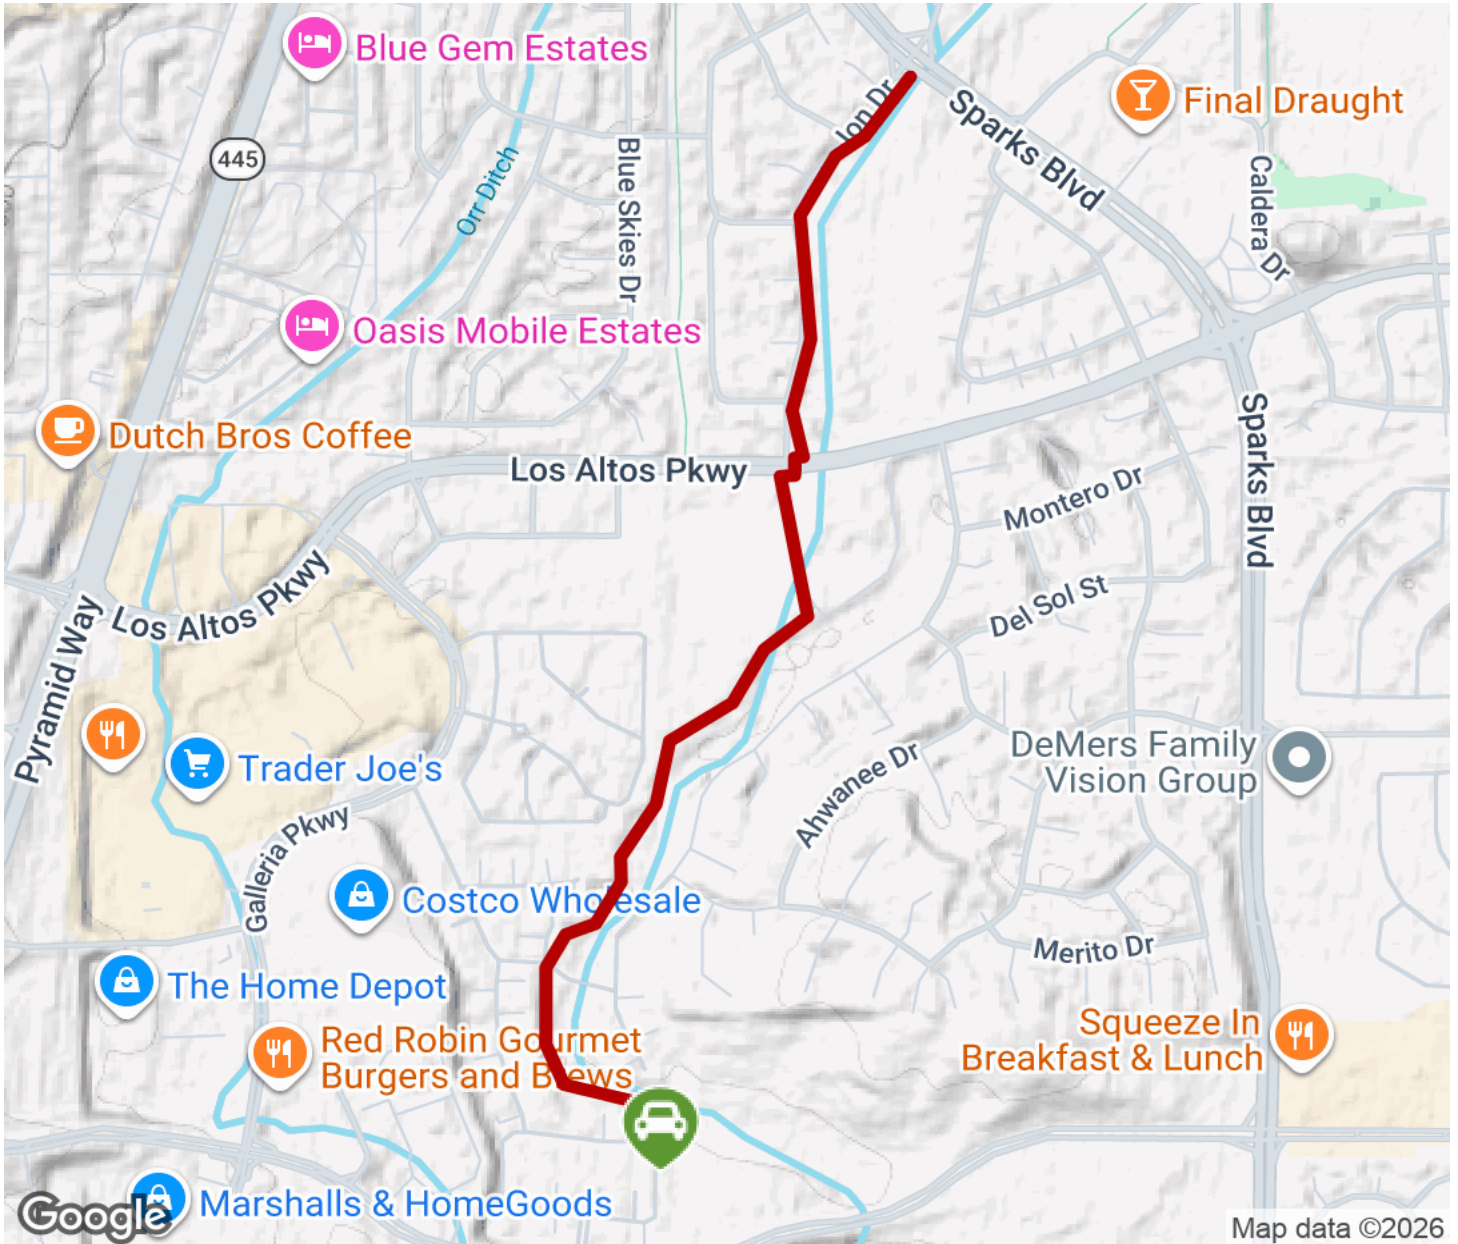 Blue Gem Estates
Final Draught
Sparks Blvd
lon Dr
445
Orr Ditch
Blue Skies Dr
Caldera Dr
Oasis Mobile Estates
Dutch Bros Coffee
Los Altos Pkwy
Sparks Blvd
Montero Dr
Los Altos Pkwy
Del Sol St
Pyramid Way
Trader Joe's
DeMers Family
Vision Group
Ahwanee Dr
Galleria Pkwy
Costco Wholesale
Merito Dr
The Home Depot
Red Robin Gourmet
Burgers and Brews
Squeeze In
Breakfast & Lunch
Marshalls & HomeGoods
Google
Map data ©2026